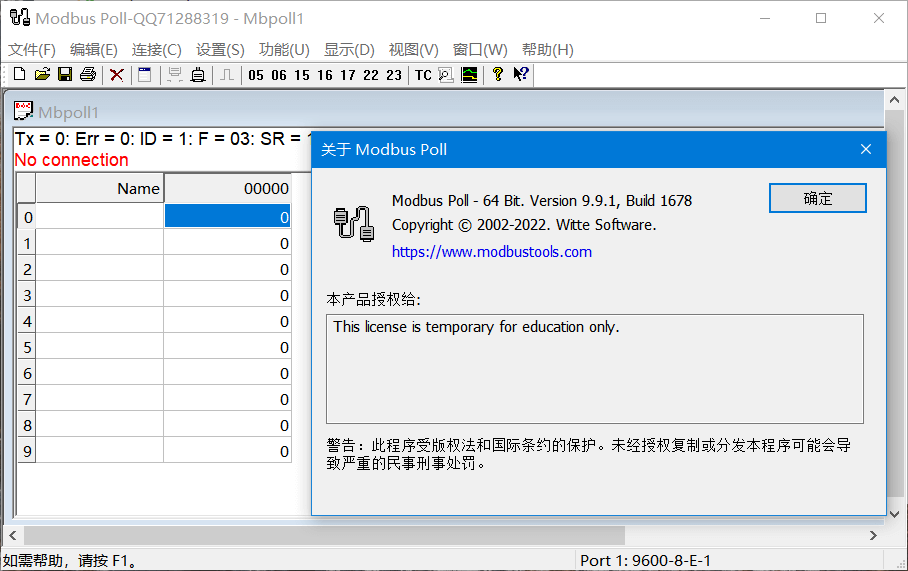 Modbus Poll-QQ71288319 - Mbpoll1
文件(F) 编辑(E) 连接(C) 设置(S) 功能(U) 显示(D) 视图(V) 窗口(W) 帮助(H)
05 06 15 16 17 22 23 TC
Mbpoll1
Tx = 0: Err = 0: ID = 1: F = 03: SR = 1
No connection
Name 00000
0 0
1 0
2 0
3 0
4 0
5 0
6 0
7 0
8 0
9 0
关于 Modbus Poll
Modbus Poll - 64 Bit. Version 9.9.1, Build 1678
Copyright © 2002-2022. Witte Software.
https://www.modbustools.com
确定
本产品授权给:
This license is temporary for education only.
警告：此程序受版权法和国际条约的保护。未经授权复制或分发本程序可能会导
致严重的民事刑事处罚。
如需帮助，请按 F1。
Port 1: 9600-8-E-1